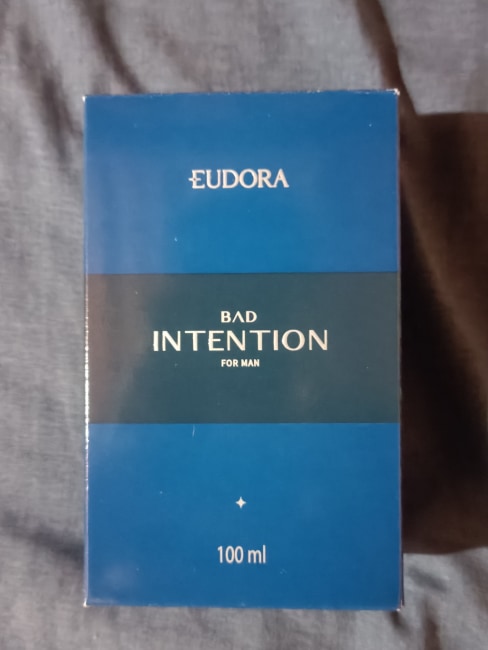 EUDORA
BAD
INTENTION
FOR MAN
100 ml